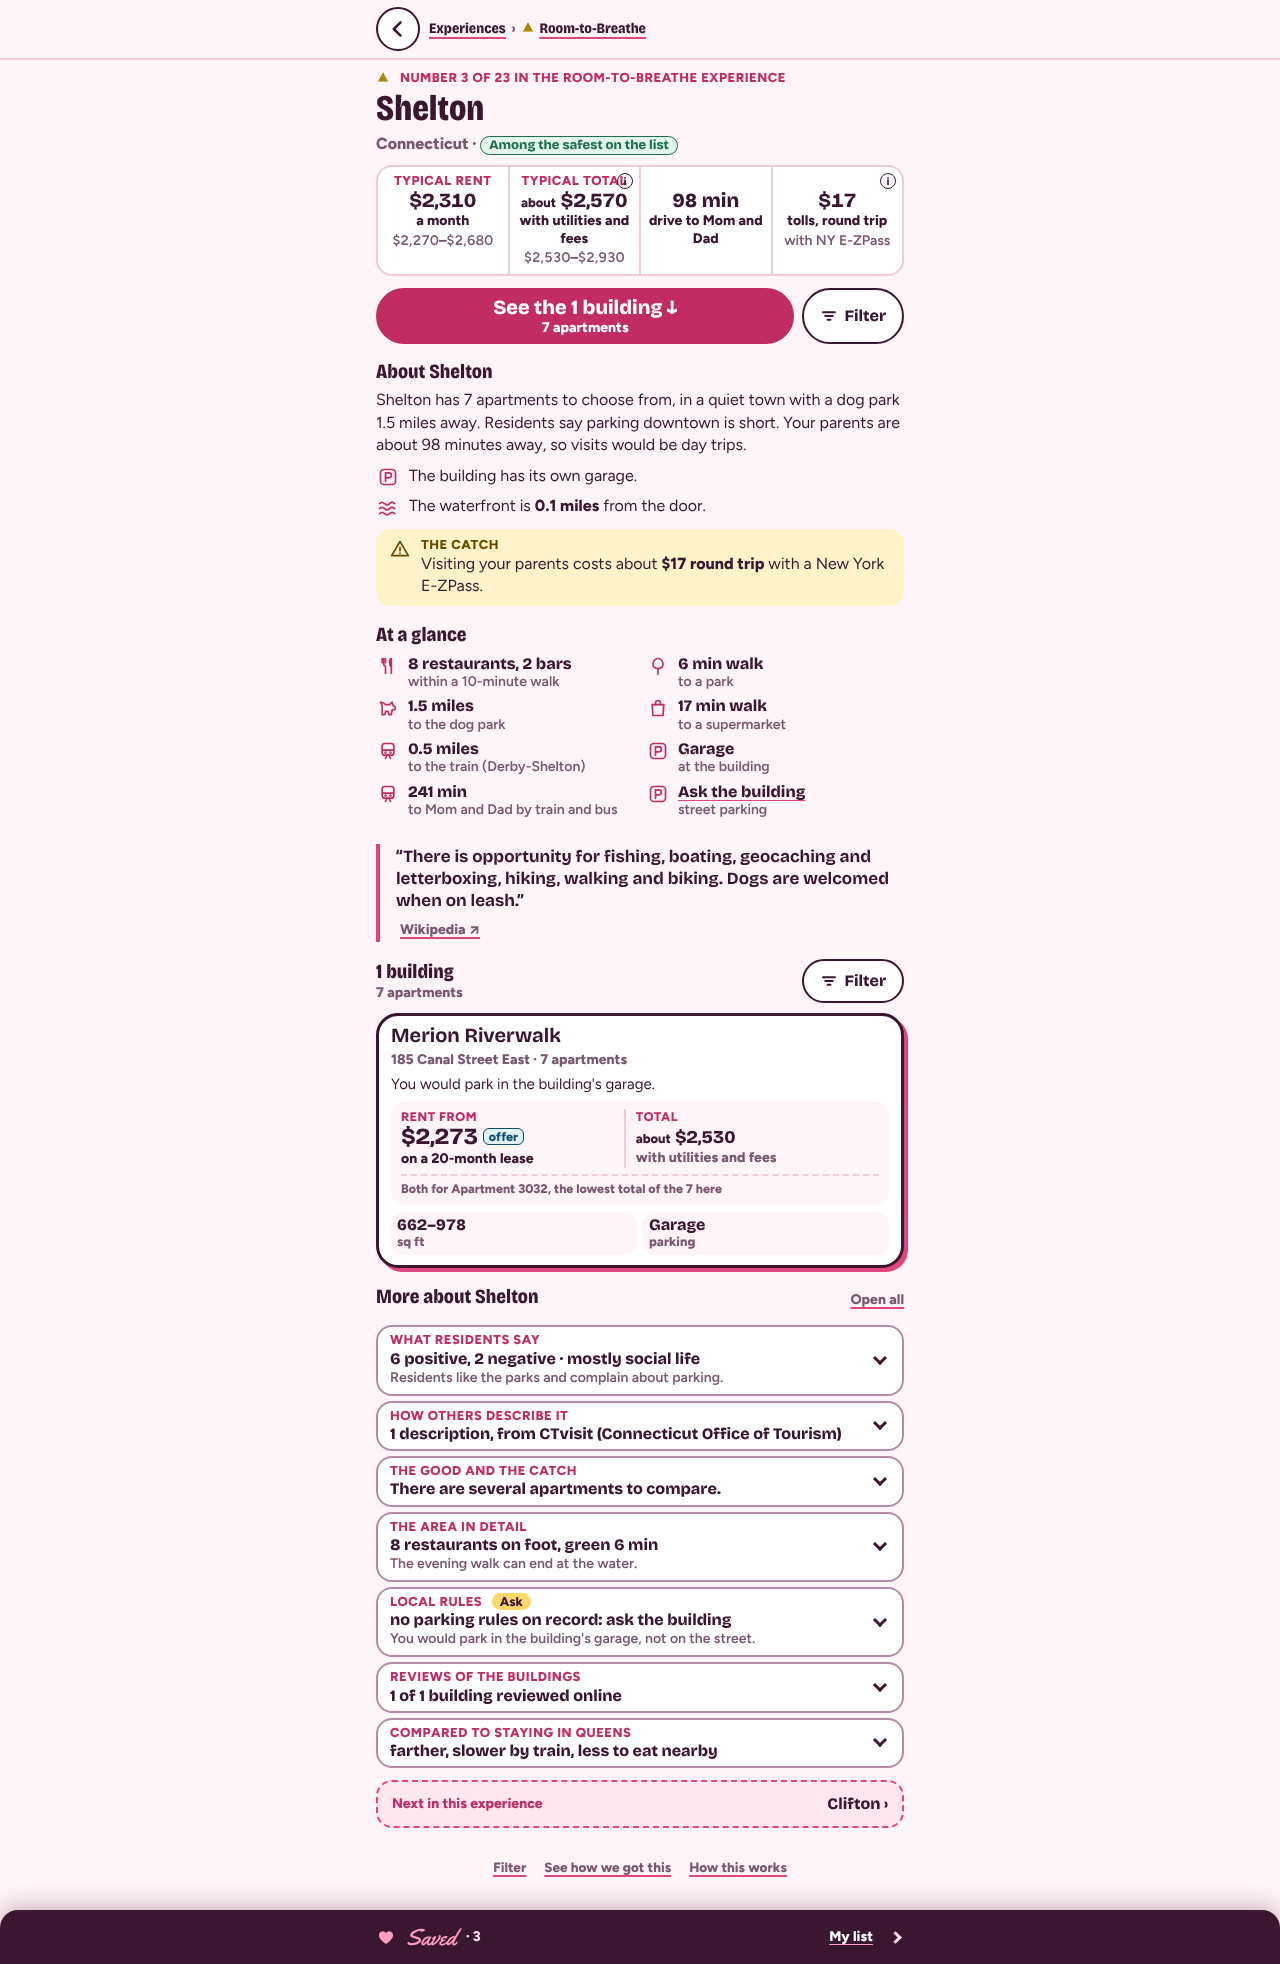 Experiences › Room-to-Breathe
NUMBER 3 OF 23 IN THE ROOM-TO-BREATHE EXPERIENCE
Shelton
Connecticut · Among the safest on the list
TYPICAL RENT
$2,310
a month
$2,270–$2,680
TYPICAL TOTAL
about $2,570
with utilities and
fees
$2,530–$2,930
98 min
drive to Mom and
Dad
$17
tolls, round trip
with NY E-ZPass
See the 1 building ↓
7 apartments
Filter
About Shelton
Shelton has 7 apartments to choose from, in a quiet town with a dog park
1.5 miles away. Residents say parking downtown is short. Your parents are
about 98 minutes away, so visits would be day trips.
The building has its own garage.
The waterfront is 0.1 miles from the door.
THE CATCH
Visiting your parents costs about $17 round trip with a New York
E-ZPass.
At a glance
8 restaurants, 2 bars
within a 10-minute walk
6 min walk
to a park
1.5 miles
to the dog park
17 min walk
to a supermarket
0.5 miles
to the train (Derby-Shelton)
Garage
at the building
241 min
to Mom and Dad by train and bus
Ask the building
street parking
“There is opportunity for fishing, boating, geocaching and
letterboxing, hiking, walking and biking. Dogs are welcomed
when on leash.”
Wikipedia ↗
1 building
7 apartments
Filter
Merion Riverwalk
185 Canal Street East · 7 apartments
You would park in the building's garage.
RENT FROM
$2,273 offer
on a 20-month lease
TOTAL
about $2,530
with utilities and fees
Both for Apartment 3032, the lowest total of the 7 here
662–978
sq ft
Garage
parking
More about Shelton
Open all
WHAT RESIDENTS SAY
6 positive, 2 negative · mostly social life
Residents like the parks and complain about parking.
HOW OTHERS DESCRIBE IT
1 description, from CTvisit (Connecticut Office of Tourism)
THE GOOD AND THE CATCH
There are several apartments to compare.
THE AREA IN DETAIL
8 restaurants on foot, green 6 min
The evening walk can end at the water.
LOCAL RULES Ask
no parking rules on record: ask the building
You would park in the building's garage, not on the street.
REVIEWS OF THE BUILDINGS
1 of 1 building reviewed online
COMPARED TO STAYING IN QUEENS
farther, slower by train, less to eat nearby
Next in this experience
Clifton ›
Filter See how we got this How this works
Saved · 3
My list